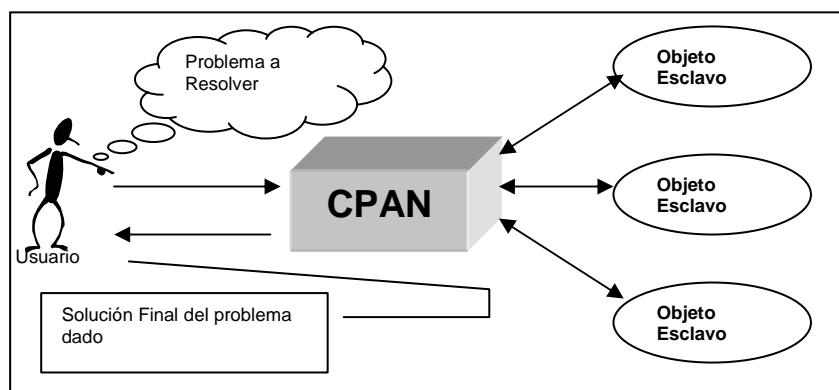 Problema a
Resolver
Objeto
Esclavo
CPAN
Objeto
Esclavo
Usuario
Solución Final del problema
dado
Objeto
Esclavo